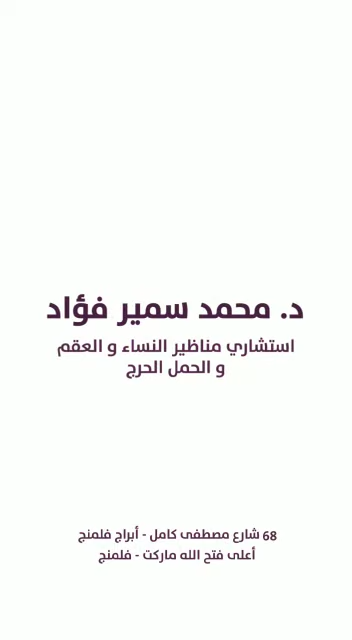 د. محمد سمير فؤاد
استشاري مناظير النساء و العقم
و الحمل الحرج
68 شارع مصطفى كامل - أبراج فلمنج
أعلى فتح الله ماركت - فلمنج